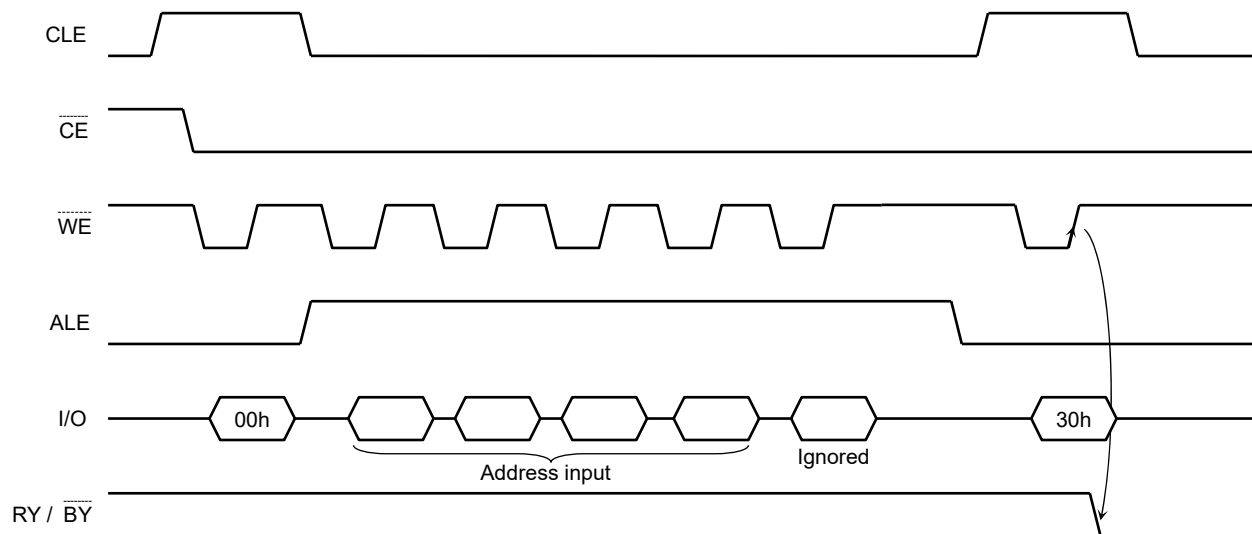 CLE
CE
WE
ALE
I/O
00h
30h
Address input
Ignored
RY / BY